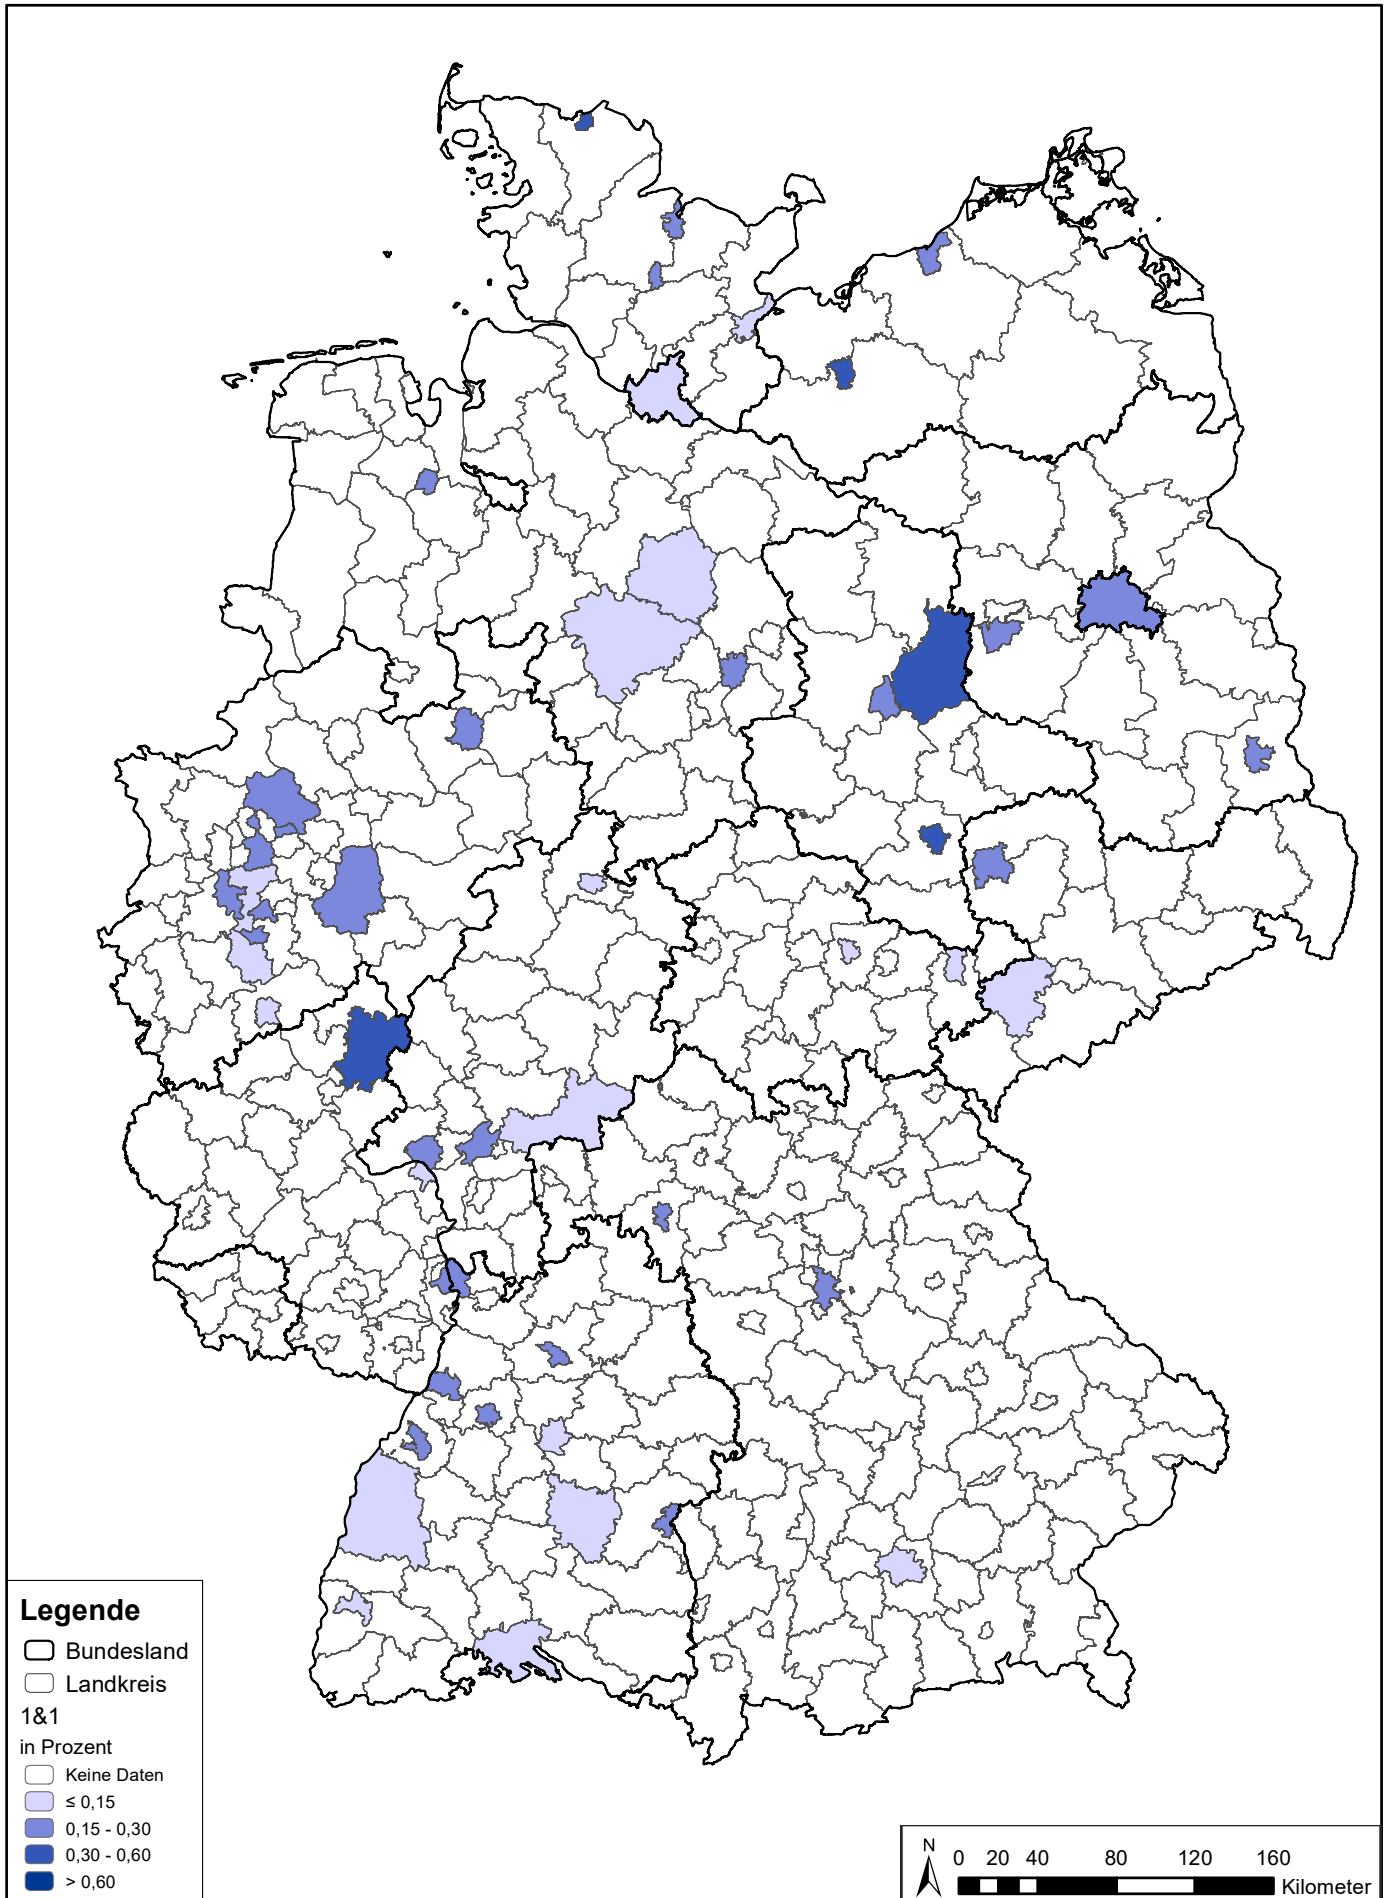 Legende
Bundesland
Landkreis
1&1
in Prozent
Keine Daten
≤ 0,15
0,15 - 0,30
0,30 - 0,60
> 0,60
N
0 20 40 80 120 160
Kilometer